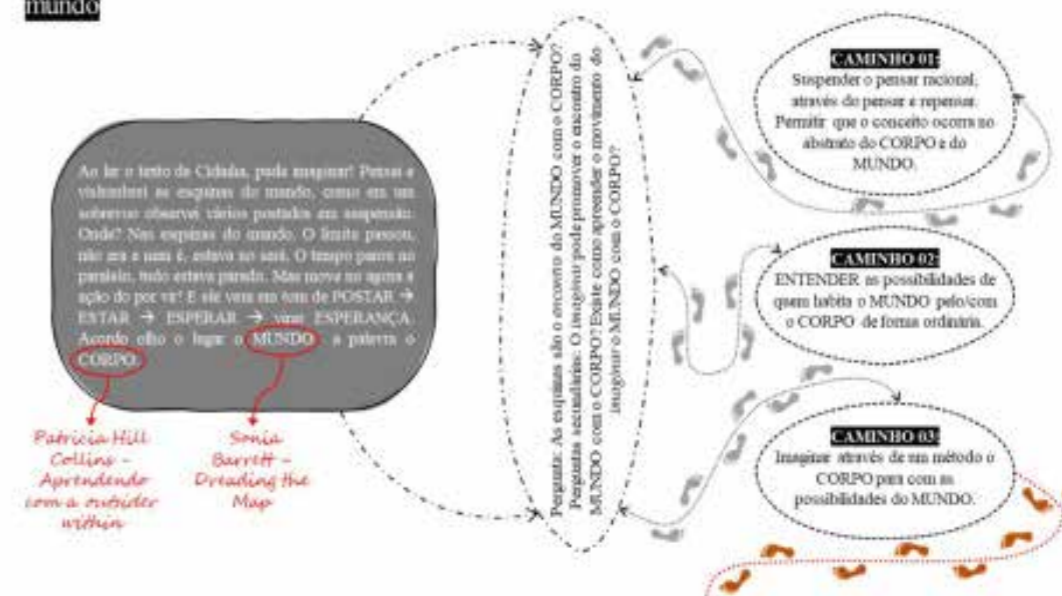 mundo
Ao ler o texto de Cidinha, pude imaginar! Pensei e
vislumbrei as esquinas do mundo, como em um
sobrevoo observei vários postados em suspensão.
Onde? Nas esquinas do mundo. O limite passou,
não era e nem é, estava no será. O tempo parou no
paralelo, tudo estava parado. Mas move no agora a
ação do por vir! E ele vem em tom de POSTAR →
ESTAR → ESPERAR → virar ESPERANÇA.
Acordo olho o lugar o MUNDO a palavra o
CORPO.
Patricia Hill
Collins -
Aprendendo
com a outsider
within
Sonia
Barrett -
Dreading the
Map
Pergunta: As esquinas são o encontro do MUNDO com o CORPO?
Perguntas secundárias: O imaginar pode promover o encontro do
MUNDO com o CORPO? Existe como apreender o movimento do
imaginar o MUNDO com o CORPO?
CAMINHO 01:
Suspender o pensar racional,
através do pensar e repensar.
Permitir que o conceito ocorra no
abstrato do CORPO e do
MUNDO.
CAMINHO 02:
ENTENDER as possibilidades de
quem habita o MUNDO pelo/com
o CORPO de forma ordinária.
CAMINHO 03:
Imaginar através de um método o
CORPO para com as
possibilidades do MUNDO.